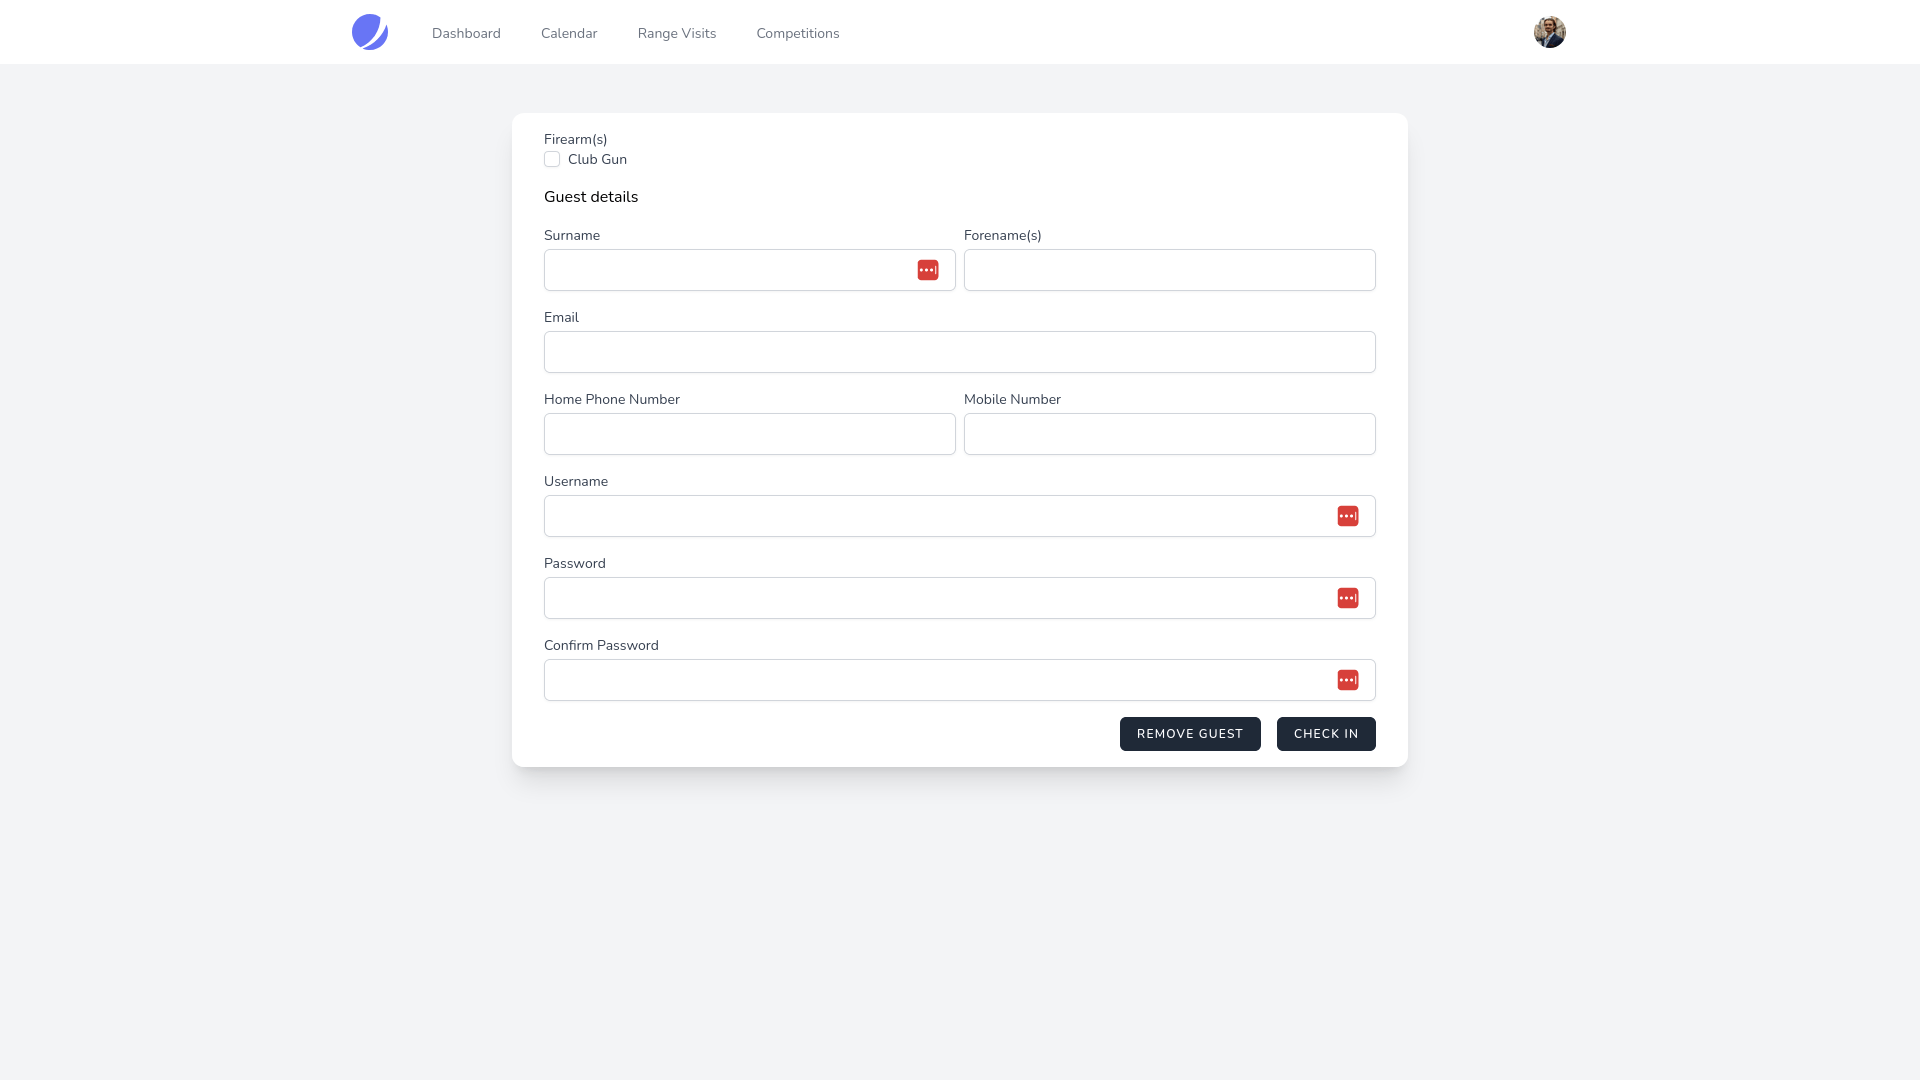 Dashboard Calendar Range Visits Competitions
Firearm(s)
Club Gun
Guest details
Surname Forename(s)
Email
Home Phone Number Mobile Number
Username
Password
Confirm Password
REMOVE GUEST CHECK IN